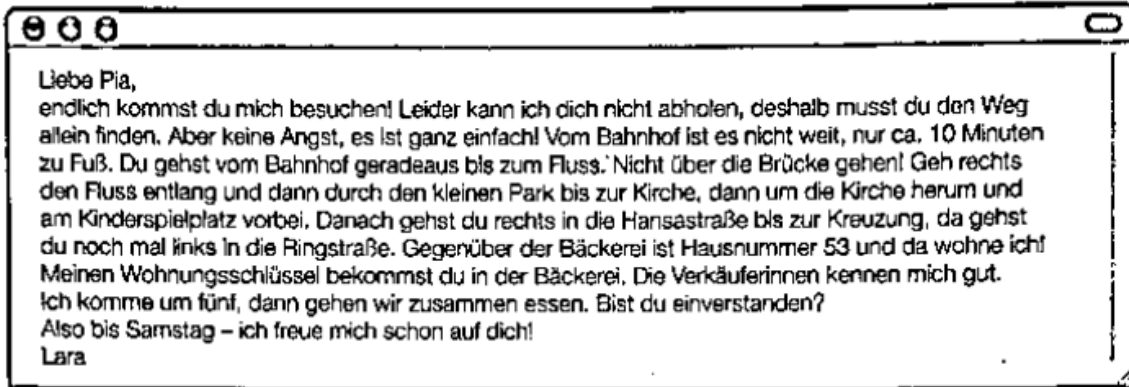 Liebe Pia,
endlich kommst du mich besuchen! Leider kann ich dich nicht abholen, deshalb musst du den Weg
allein finden. Aber keine Angst, es ist ganz einfach! Vom Bahnhof ist es nicht weit, nur ca. 10 Minuten
zu Fuß. Du gehst vom Bahnhof geradeaus bis zum Fluss. Nicht über die Brücke gehen! Geh rechts
den Fluss entlang und dann durch den kleinen Park bis zur Kirche, dann um die Kirche herum und
am Kinderspielplatz vorbei. Danach gehst du rechts in die Hansastraße bis zur Kreuzung, da gehst
du noch mal links in die Ringstraße. Gegenüber der Bäckerei ist Hausnummer 53 und da wohne ich!
Meinen Wohnungsschlüssel bekommst du in der Bäckerei. Die Verkäuferinnen kennen mich gut.
Ich komme um fünf, dann gehen wir zusammen essen. Bist du einverstanden?
Also bis Samstag – ich freue mich schon auf dich!
Lara